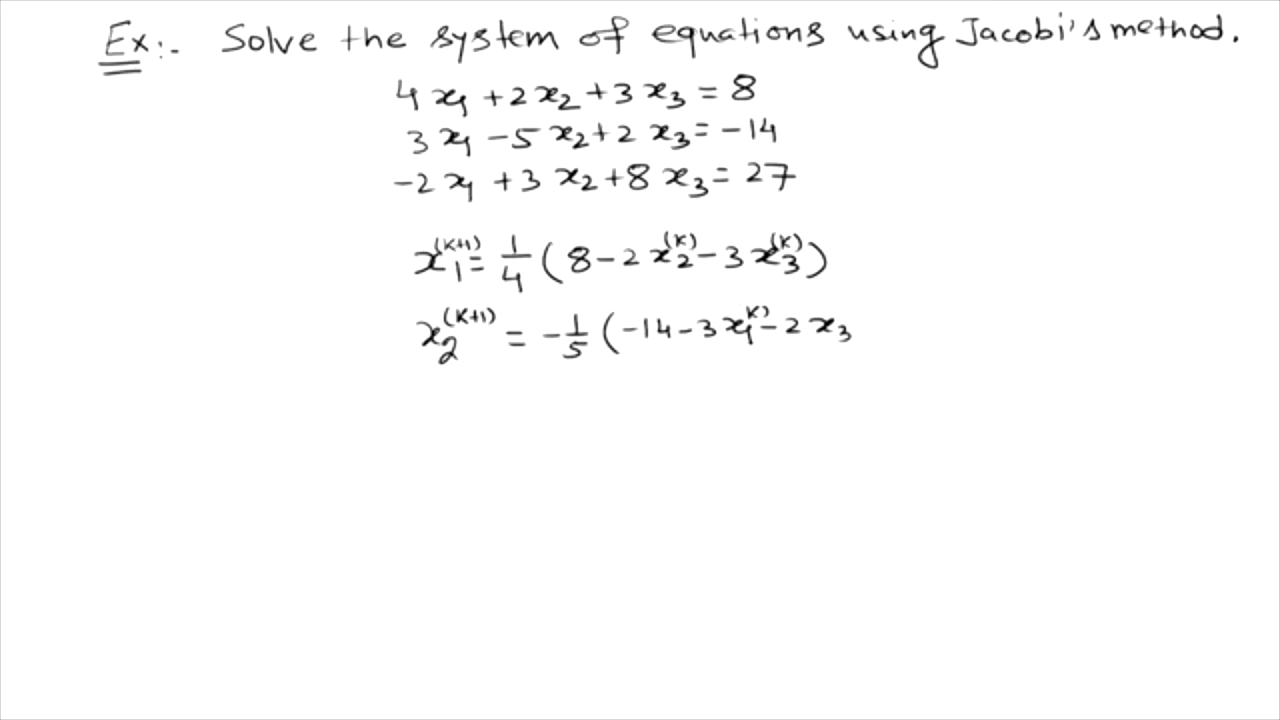 Ex:- Solve the system of equations using Jacobi's method.
4x₁ + 2x₂ + 3x₃ = 8
3x₁ - 5x₂ + 2x₃ = -14
-2x₁ + 3x₂ + 8x₃ = 27
x₁^(K+1) = 1/4 (8 - 2x₂^(K) - 3x₃^(K))
x₂^(K+1) = -1/5 (-14 - 3x₁^K) - 2x₃